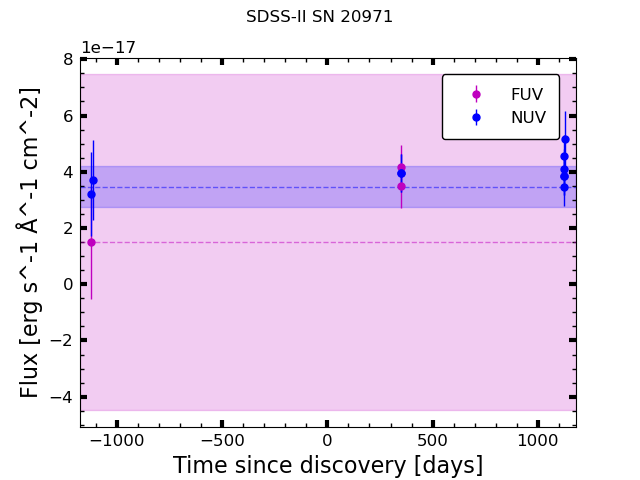 SDSS-II SN 20971
1e−17
8
6
4
2
0
−2
−4
FUV
NUV
Flux [erg s^-1 Å^-1 cm^-2]
−1000
−500
0
500
1000
Time since discovery [days]